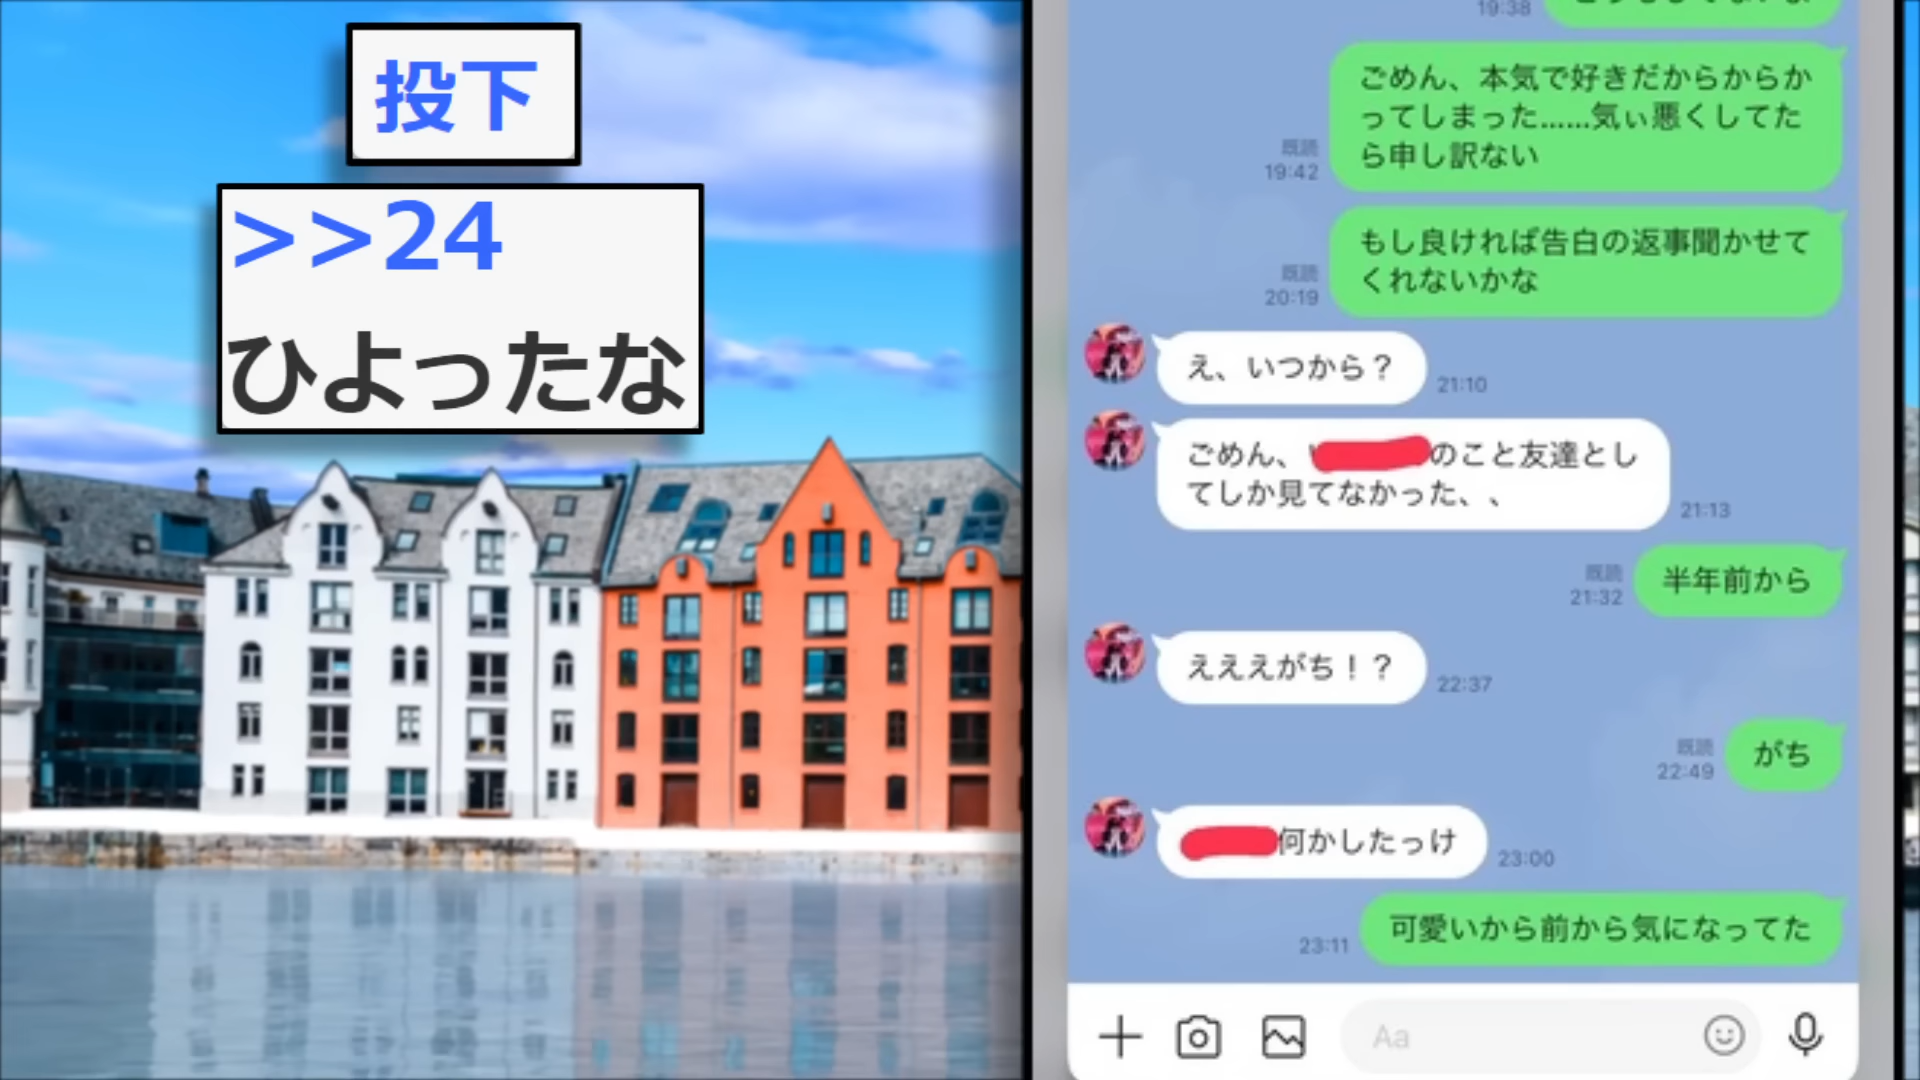 投下
>>24
ひよったな
19:38
ごめん、本気で好きだからからか
ってしまった……気ぃ悪くしてた
ら申し訳ない
既読
19:42
もし良ければ告白の返事聞かせて
くれないかな
既読
20:19
え、いつから？
21:10
ごめん、
のこと友達とし
てしか見てなかった、、
21:13
半年前から
既読
21:32
えええがち！？
22:37
がち
既読
22:49
何かしたっけ
23:00
可愛いから前から気になってた
23:11
Aa